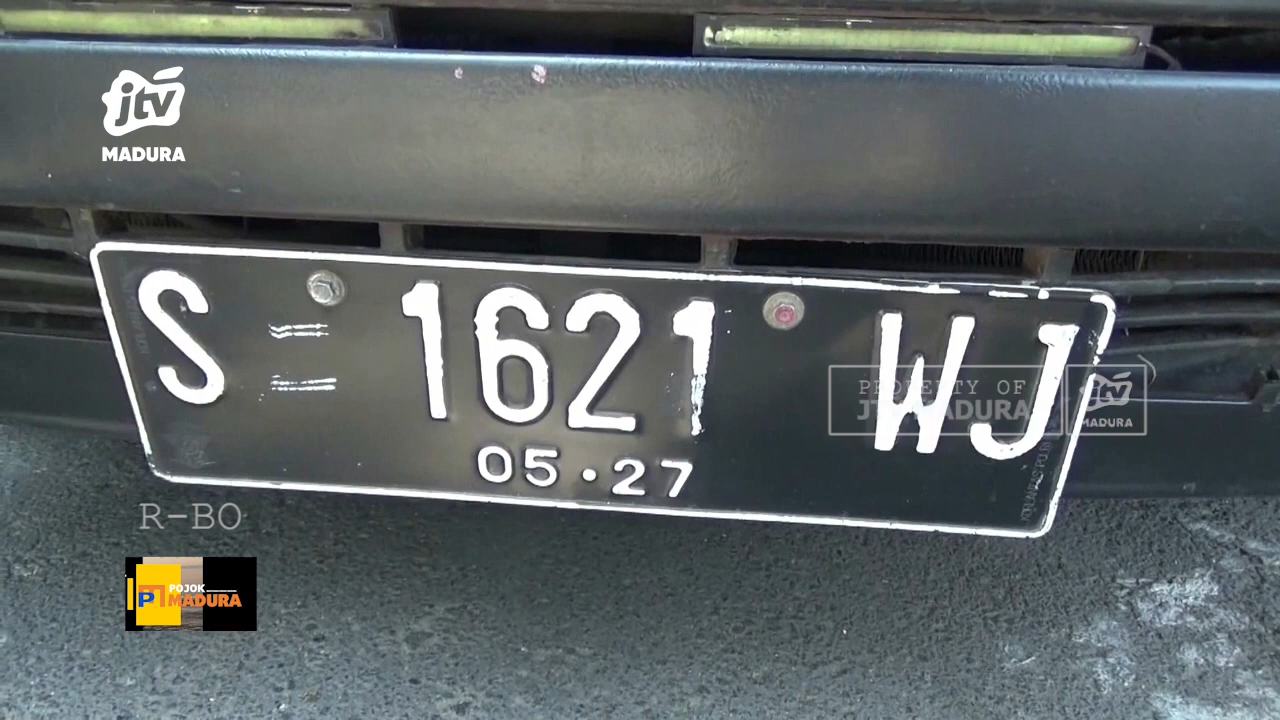 jtv
MADURA
S = 1621 WJ
05·27
PROPERTY OF
JTV MADURA
jtv
MADURA
R-BO
POJOK
MADURA